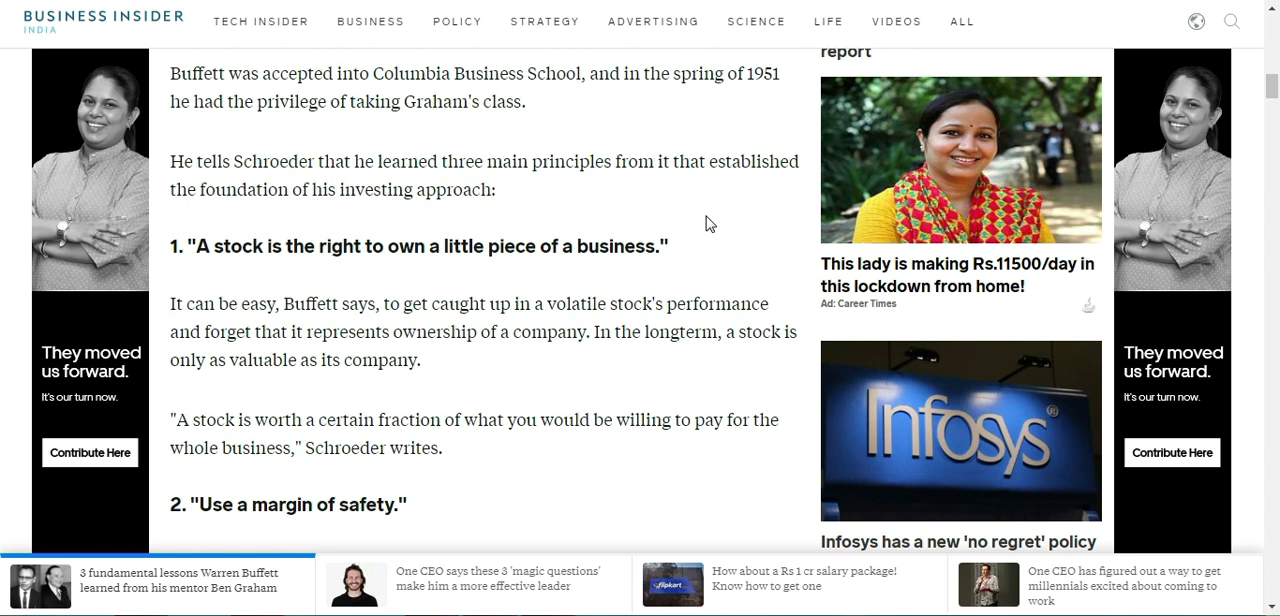 BUSINESS INSIDER
INDIA
TECH INSIDER
BUSINESS
POLICY
STRATEGY
ADVERTISING
SCIENCE
LIFE
VIDEOS
ALL
They moved
us forward.
It's our turn now.
Contribute Here
Buffett was accepted into Columbia Business School, and in the spring of 1951
he had the privilege of taking Graham's class.
He tells Schroeder that he learned three main principles from it that established
the foundation of his investing approach:
1. "A stock is the right to own a little piece of a business."
It can be easy, Buffett says, to get caught up in a volatile stock's performance
and forget that it represents ownership of a company. In the longterm, a stock is
only as valuable as its company.
"A stock is worth a certain fraction of what you would be willing to pay for the
whole business," Schroeder writes.
2. "Use a margin of safety."
report
This lady is making Rs.11500/day in
this lockdown from home!
Ad: Career Times
Infosys®
Infosys has a new 'no regret' policy
They moved
us forward.
It's our turn now.
Contribute Here
3 fundamental lessons Warren Buffett
learned from his mentor Ben Graham
One CEO says these 3 'magic questions'
make him a more effective leader
flipkart
How about a Rs 1 cr salary package!
Know how to get one
One CEO has figured out a way to get
millennials excited about coming to
work